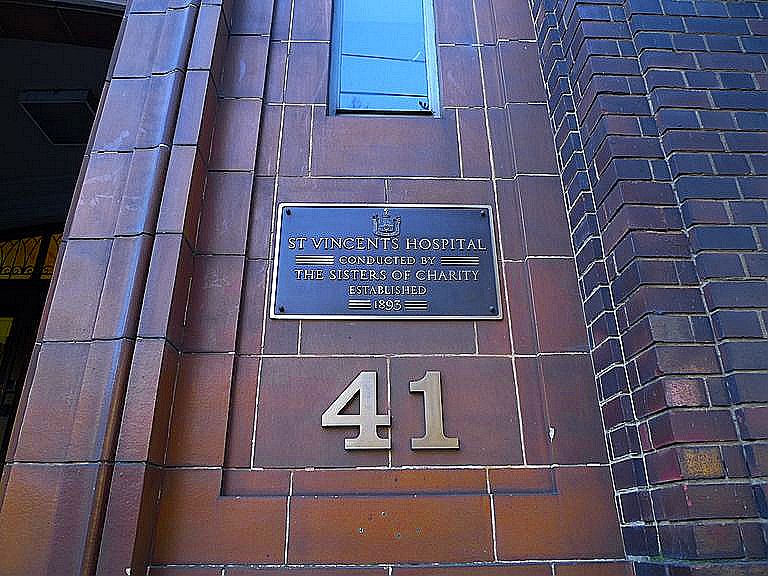 ST VINCENTS HOSPITAL
CONDUCTED BY
THE SISTERS OF CHARITY
ESTABLISHED
1893
41